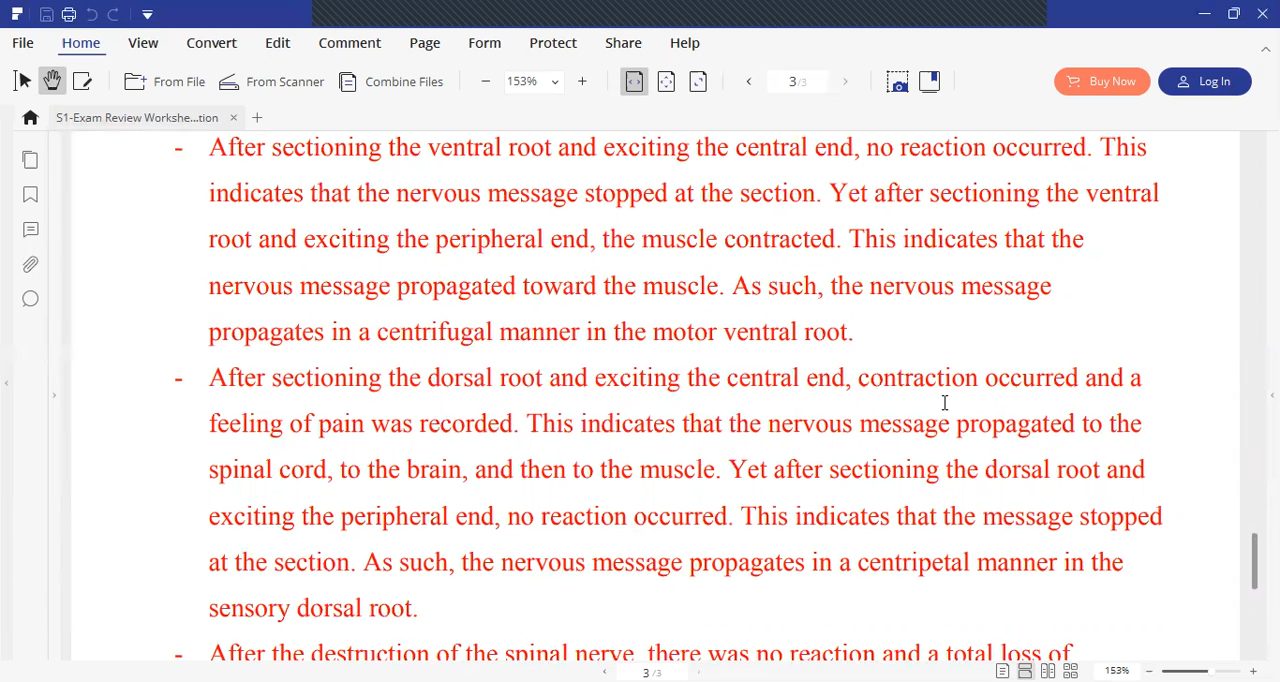 File Home View Convert Edit Comment Page Form Protect Share Help
From File From Scanner Combine Files 153% 3/3 Buy Now Log In
S1-Exam Review Workshe...tion
- After sectioning the ventral root and exciting the central end, no reaction occurred. This
indicates that the nervous message stopped at the section. Yet after sectioning the ventral
root and exciting the peripheral end, the muscle contracted. This indicates that the
nervous message propagated toward the muscle. As such, the nervous message
propagates in a centrifugal manner in the motor ventral root.
- After sectioning the dorsal root and exciting the central end, contraction occurred and a
feeling of pain was recorded. This indicates that the nervous message propagated to the
spinal cord, to the brain, and then to the muscle. Yet after sectioning the dorsal root and
exciting the peripheral end, no reaction occurred. This indicates that the message stopped
at the section. As such, the nervous message propagates in a centripetal manner in the
sensory dorsal root.
- After the destruction of the spinal nerve, there was no reaction and a total loss of
3/3 153%